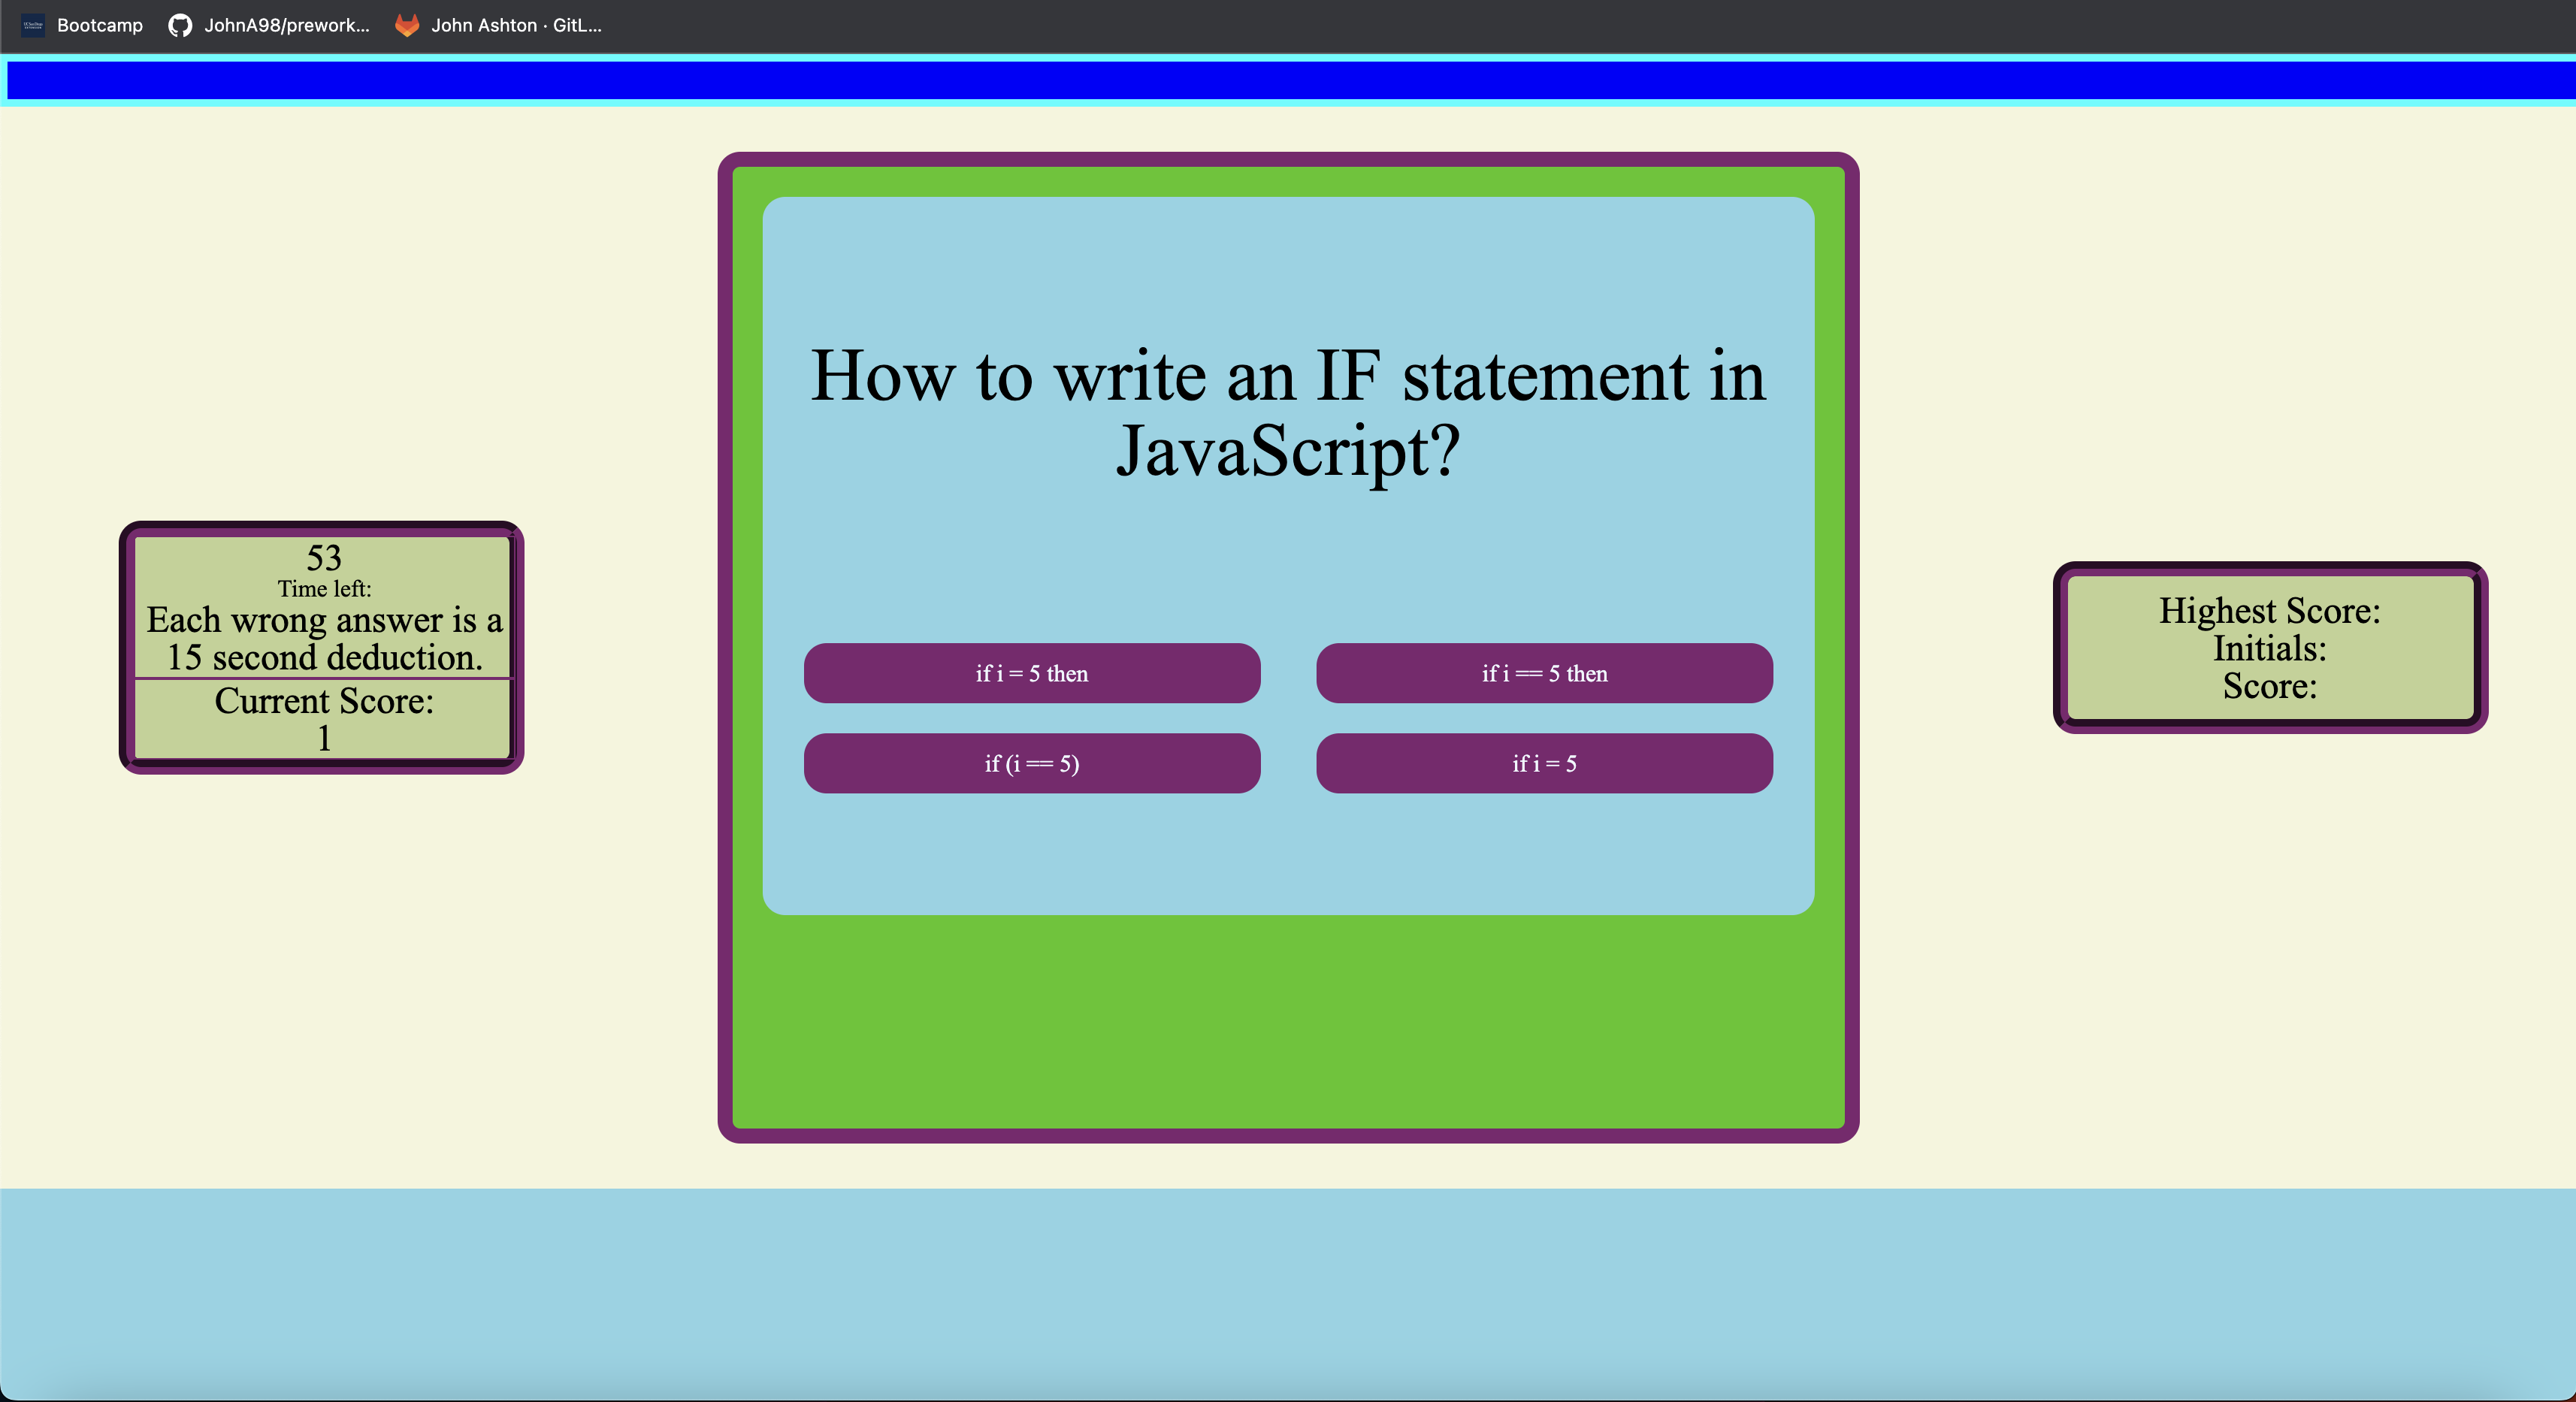 Bootcamp JohnA98/prework... John Ashton · GitL...
53
Time left:
Each wrong answer is a
15 second deduction.
Current Score:
1
How to write an IF statement in
JavaScript?
if i = 5 then
if i == 5 then
if (i == 5)
if i = 5
Highest Score:
Initials:
Score: